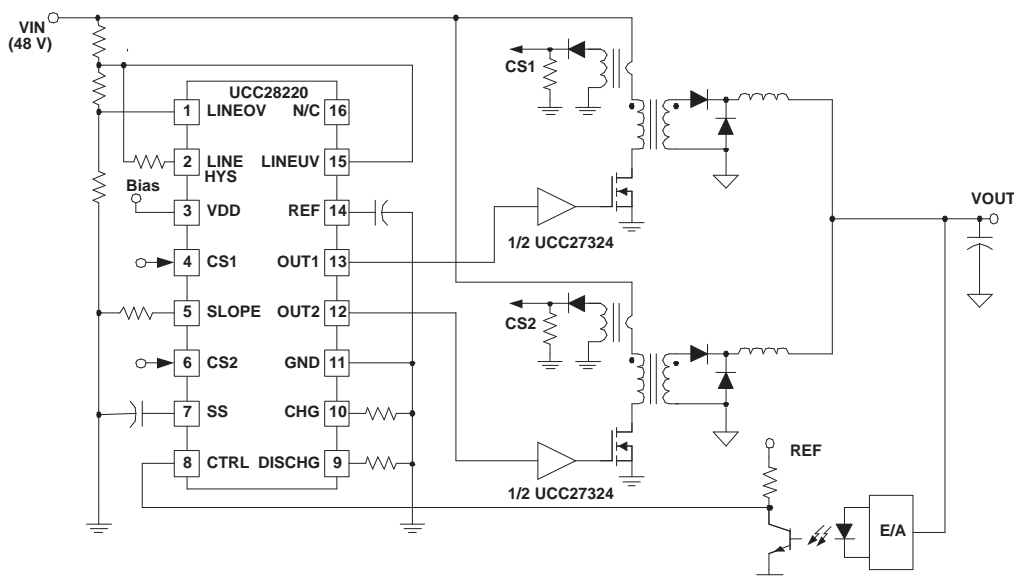 VIN
(48 V)
CS1
UCC28220
1 LINEOV N/C 16
2 LINE HYS LINEUV 15
Bias
3 VDD REF 14
4 CS1 OUT1 13
5 SLOPE OUT2 12
6 CS2 GND 11
7 SS CHG 10
8 CTRL DISCHG 9
1/2 UCC27324
VOUT
CS2
1/2 UCC27324
REF
E/A